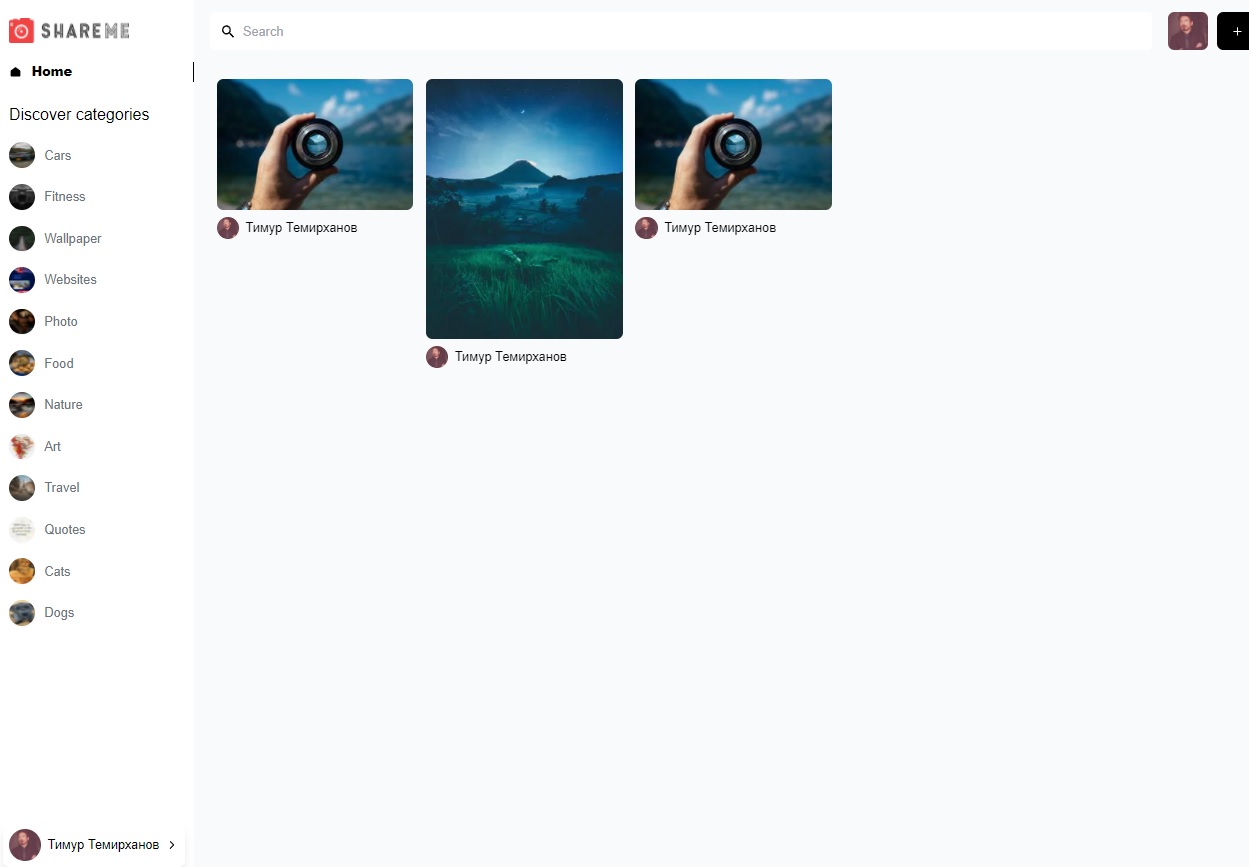 SHAREME
Search
+
Home
Discover categories
Cars
Fitness
Wallpaper
Websites
Photo
Food
Nature
Art
Travel
Quotes
Cats
Dogs
Тимур Темирханов
Тимур Темирханов
Тимур Темирханов
Тимур Темирханов